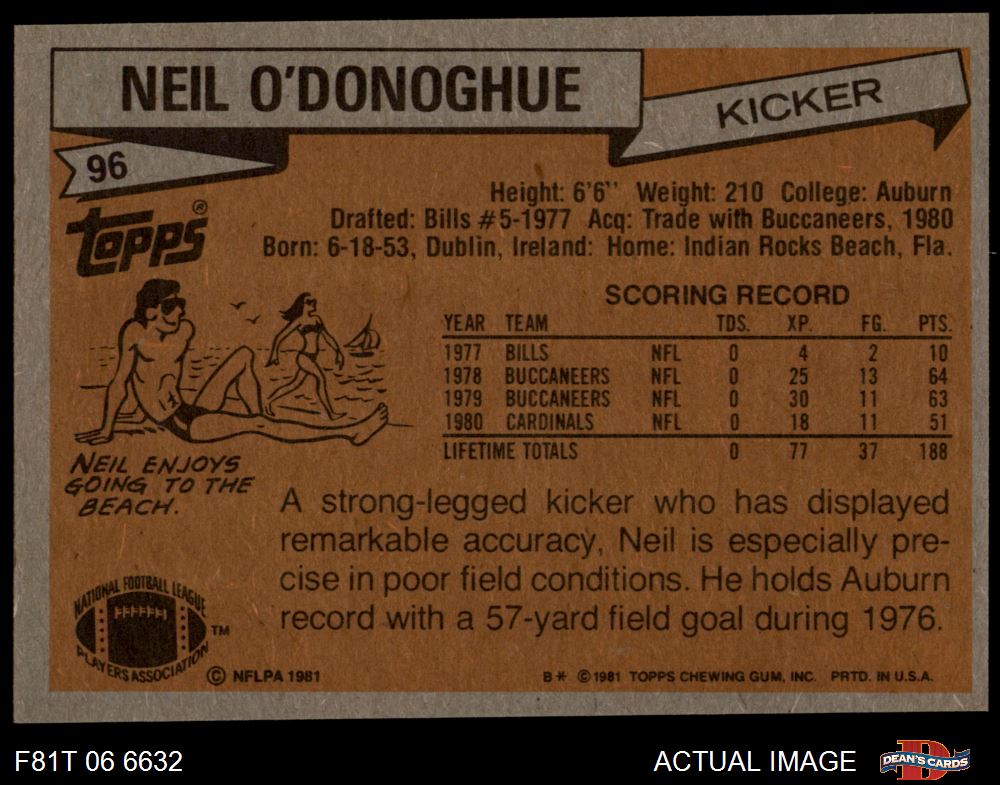 NEIL O'DONOGHUE
KICKER
96
TOPPS®
Height: 6'6'' Weight: 210 College: Auburn
Drafted: Bills #5-1977 Acq: Trade with Buccaneers, 1980
Born: 6-18-53, Dublin, Ireland: Home: Indian Rocks Beach, Fla.
SCORING RECORD
YEAR TEAM TDS. XP. FG. PTS.
1977 BILLS NFL 0 4 2 10
1978 BUCCANEERS NFL 0 25 13 64
1979 BUCCANEERS NFL 0 30 11 63
1980 CARDINALS NFL 0 18 11 51
LIFETIME TOTALS 0 77 37 188
NEIL ENJOYS
GOING TO THE
BEACH.
A strong-legged kicker who has displayed
remarkable accuracy, Neil is especially pre-
cise in poor field conditions. He holds Auburn
record with a 57-yard field goal during 1976.
NATIONAL FOOTBALL LEAGUE
PLAYERS ASSOCIATION
TM
© NFLPA 1981
B* © 1981 TOPPS CHEWING GUM, INC. PRTD. IN U.S.A.
F81T 06 6632
ACTUAL IMAGE
D
DEAN'S CARDS